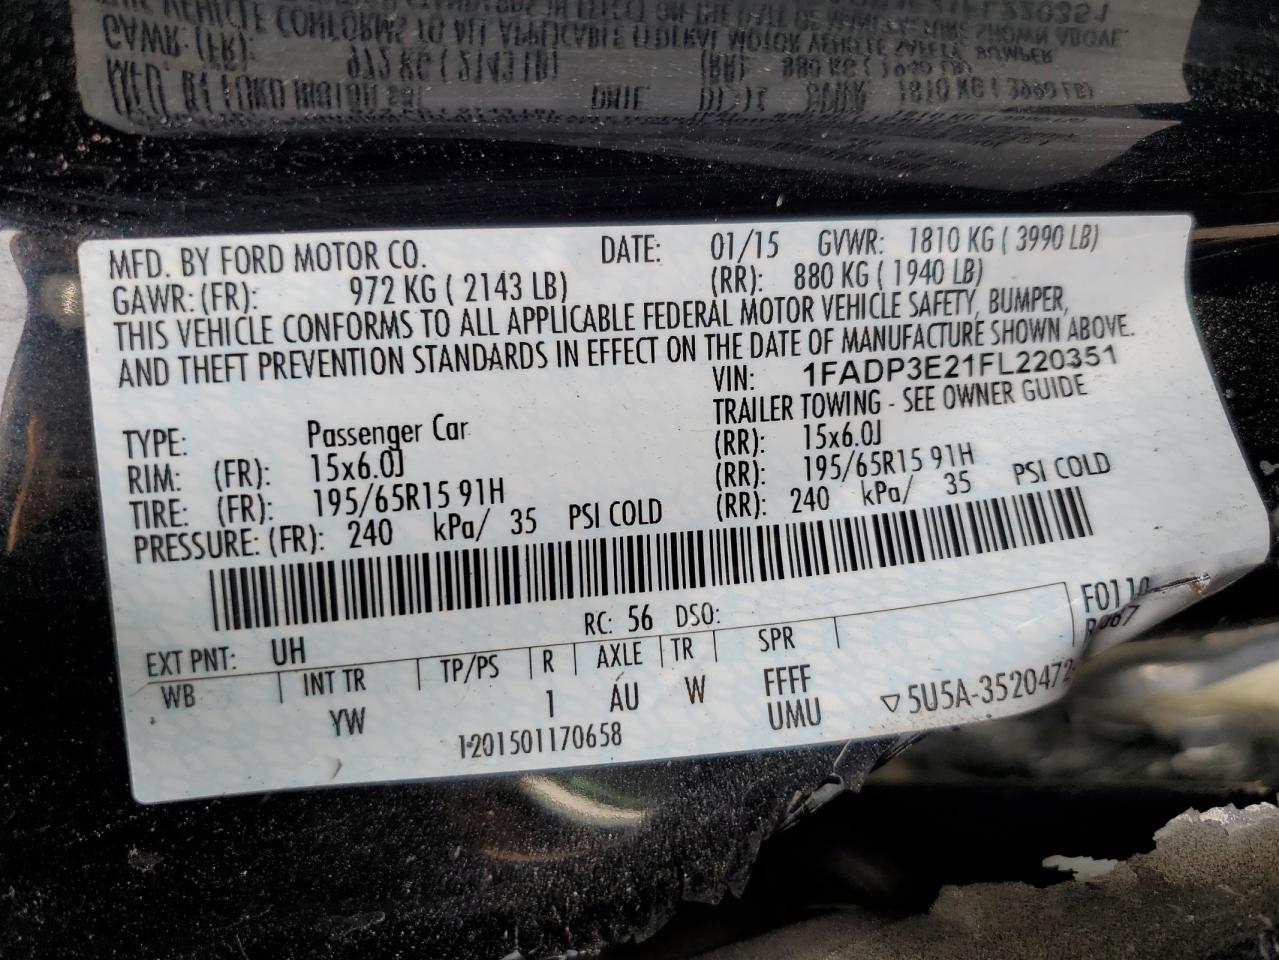 MFD. BY FORD MOTOR CO. DATE: 01/15 GVWR: 1810 KG ( 3990 LB)
GAWR: (FR): 972 KG ( 2143 LB) (RR): 880 KG ( 1940 LB)
THIS VEHICLE CONFORMS TO ALL APPLICABLE FEDERAL MOTOR VEHICLE SAFETY, BUMPER,
AND THEFT PREVENTION STANDARDS IN EFFECT ON THE DATE OF MANUFACTURE SHOWN ABOVE.
VIN: 1FADP3E21FL220351
TYPE: Passenger Car TRAILER TOWING - SEE OWNER GUIDE
RIM: (FR): 15x6.0J (RR): 15x6.0J
TIRE: (FR): 195/65R15 91H (RR): 195/65R15 91H
PRESSURE: (FR): 240 kPa/ 35 PSI COLD (RR): 240 kPa/ 35 PSI COLD
RC: 56 DSO: F0110
EXT PNT: UH
WB INT TR TP/PS R AXLE TR SPR
YW 1 AU W FFFF
UMU
1201501170658 ▽5U5A-3520472